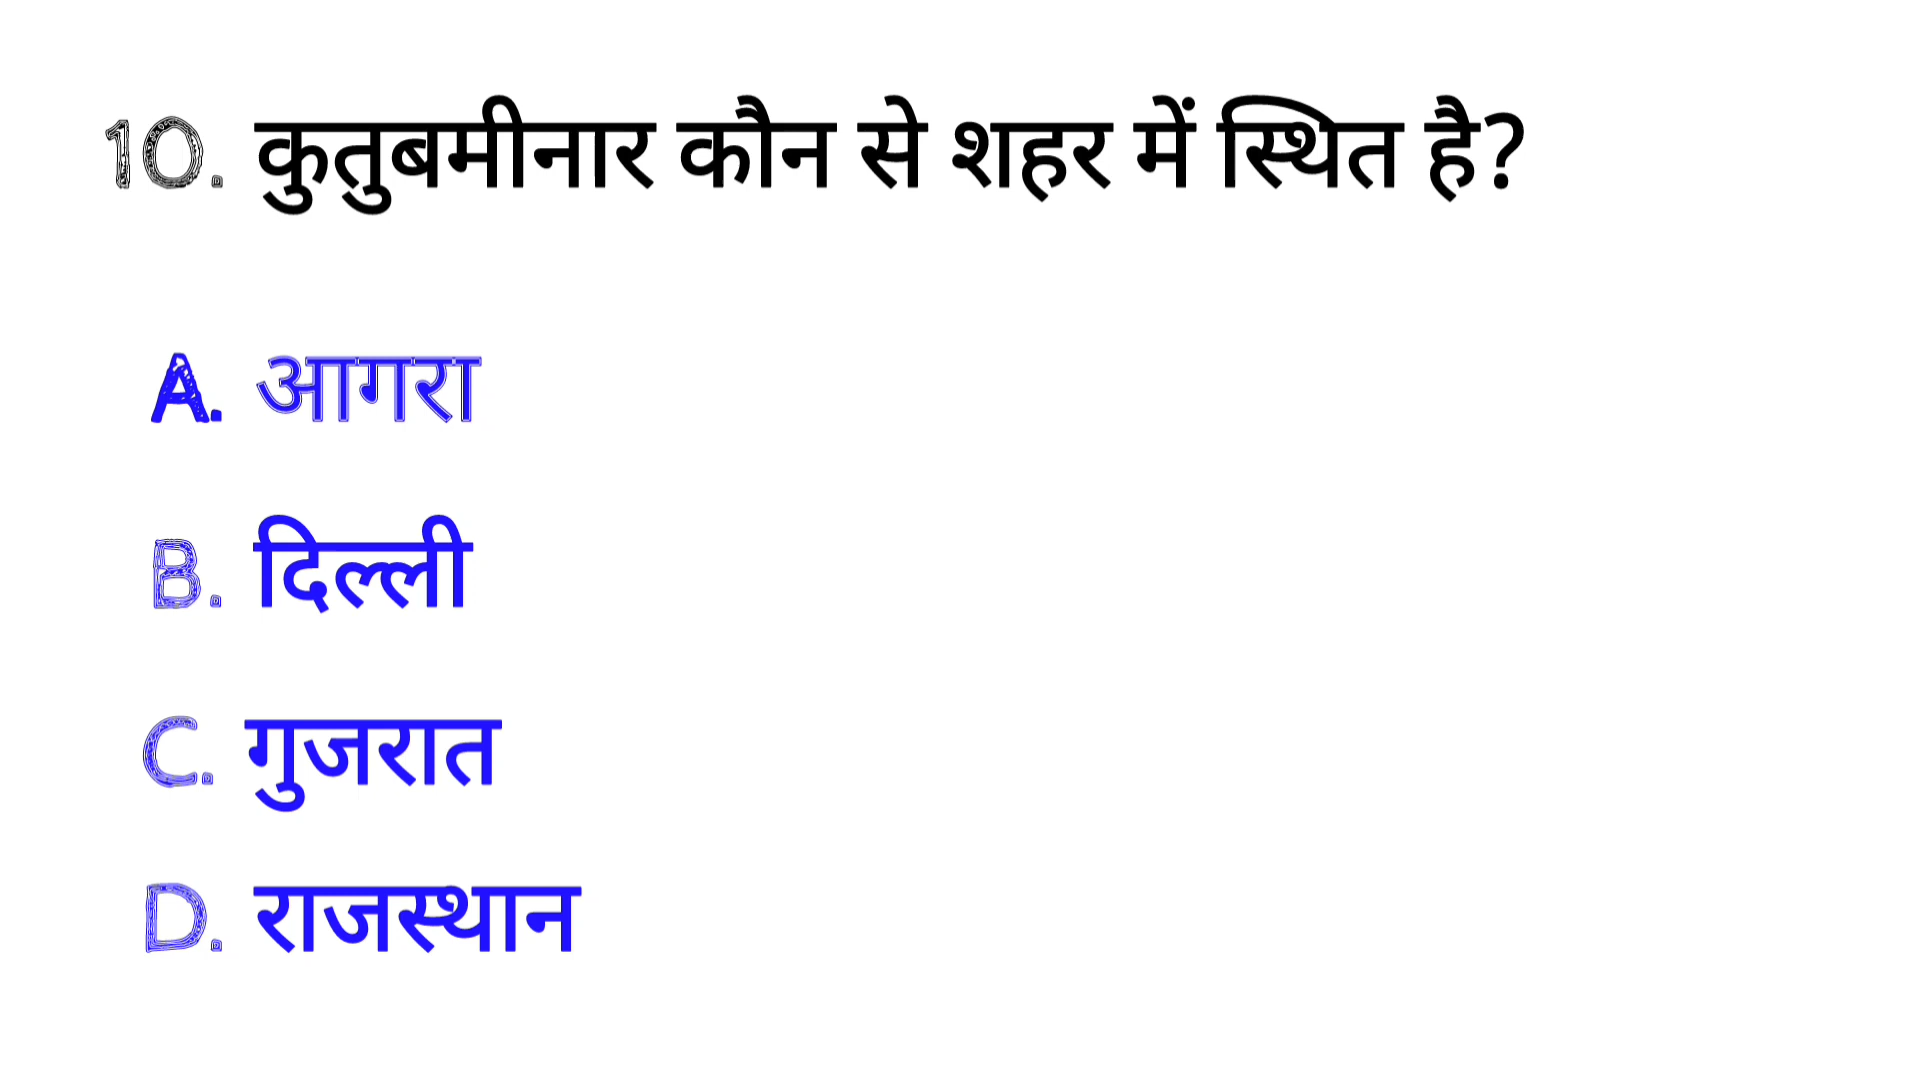 10. कुतुबमीनार कौन से शहर में स्थित है?
A. आगरा
B. दिल्ली
C. गुजरात
D. राजस्थान